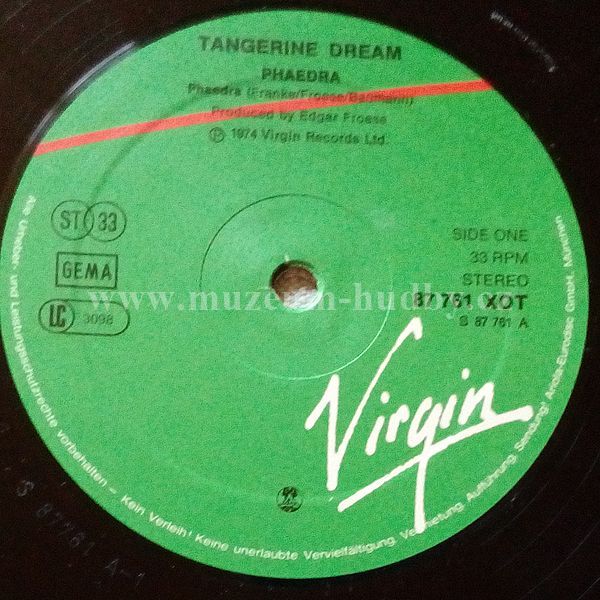 TANGERINE DREAM
PHAEDRA
Phaedra (Franke/Froese/Baumann)
Produced by Edgar Froese
Ⓟ 1974 Virgin Records Ltd.
ST 33
GEMA
LC 3098
SIDE ONE
33 RPM
STEREO
87 761 XOT
S 87 761 A
www.muzeum-hudby.
Virgin
Alle Urheber- und Leistungsschutzrechte vorbehalten – Kein Verleih! Keine unerlaubte Vervielfältigung, Vermietung, Aufführung, Sendung! Ariola-Eurodisc GmbH, München
S 87761 A-1